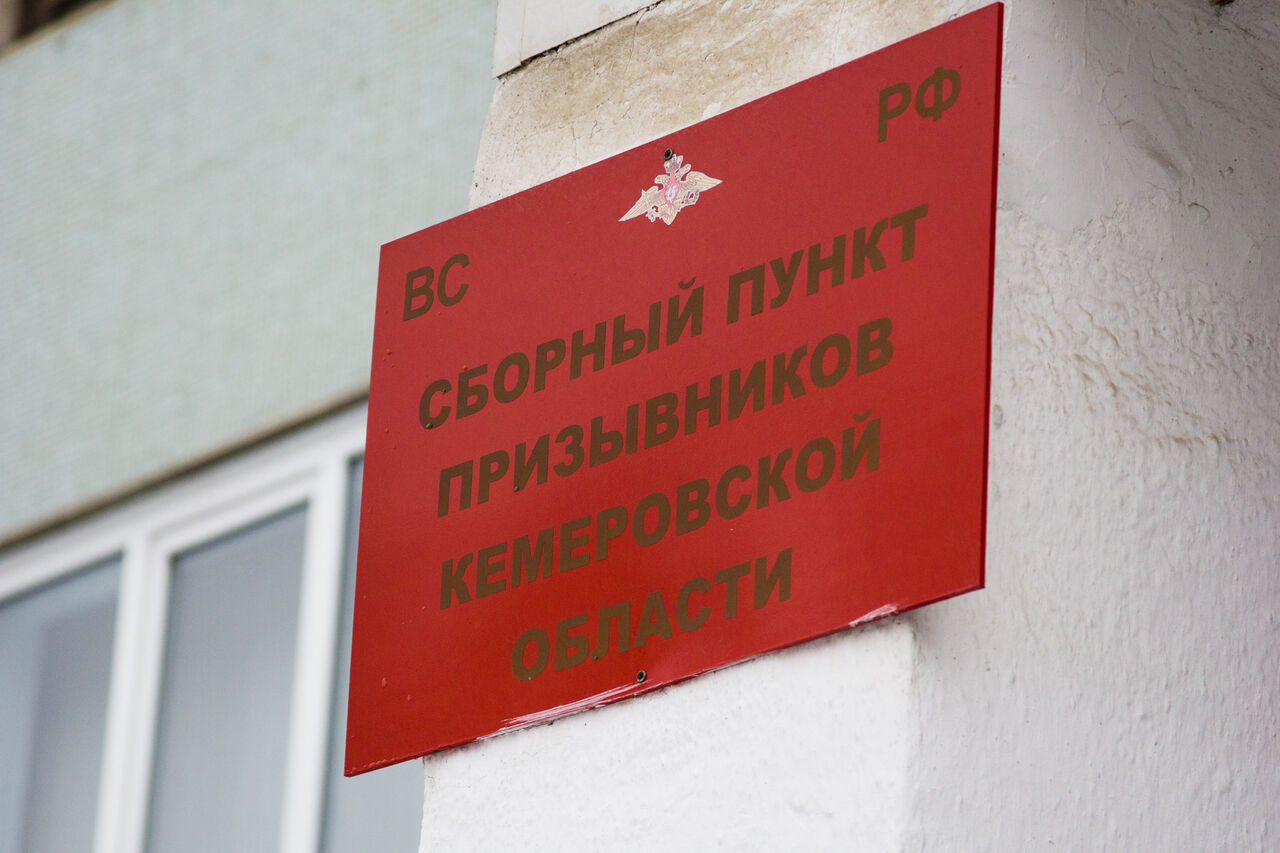 ВС РФ
СБОРНЫЙ ПУНКТ
ПРИЗЫВНИКОВ
КЕМЕРОВСКОЙ
ОБЛАСТИ